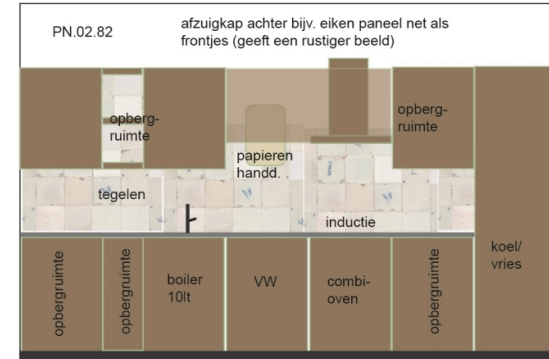 PN.02.82
afzuigkap achter bijv. eiken paneel net als
frontjes (geeft een rustiger beeld)
opberg-
ruimte
opberg-
ruimte
papieren
handd.
tegelen
inductie
opbergruimte
opbergruimte
boiler
10lt
VW
combi-
oven
opbergruimte
koel/
vries